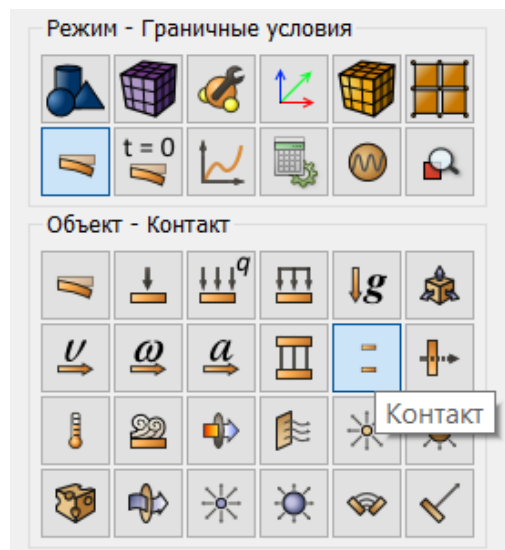 Режим - Граничные условия
t = 0
Объект - Контакт
q
g
υ
ω
a
Контакт